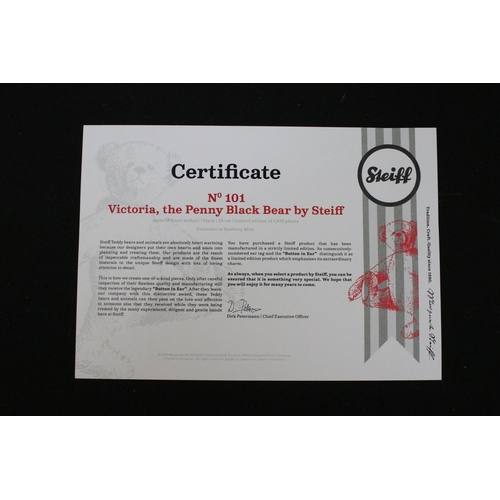 Certificate
Nº 101
Victoria, the Penny Black Bear by Steiff
Steiff
Steiff Teddy bears and animals are absolutely heart warming
because our designers put their own hearts and souls into
planning and creating them. Our products are the result
of impeccable craftsmanship and are made of the finest
materials in the unique Steiff design with lots of loving
attention to detail.
This is how we create one-of-a-kind pieces. Only after careful
inspection of their flawless quality and manufacturing will
they receive the legendary "Button in Ear". After they leave
our company with this distinctive award, these Teddy
bears and animals can then pass on the love and affection
to someone else that they received while they were being
created by the many experienced, diligent and gentle hands
here at Steiff.
You have purchased a Steiff product that has been
manufactured in a strictly limited edition. Its consecutively-
numbered ear tag and the "Button in Ear" distinguish it as
a limited edition product which emphasises its extraordinary
charm.
As always, when you select a product by Steiff, you can be
assured that it is something very special. We hope that
you will enjoy it for many years to come.
Dirk Petermann / Chief Executive Officer
Tradition, Craft, Quality since 1880.